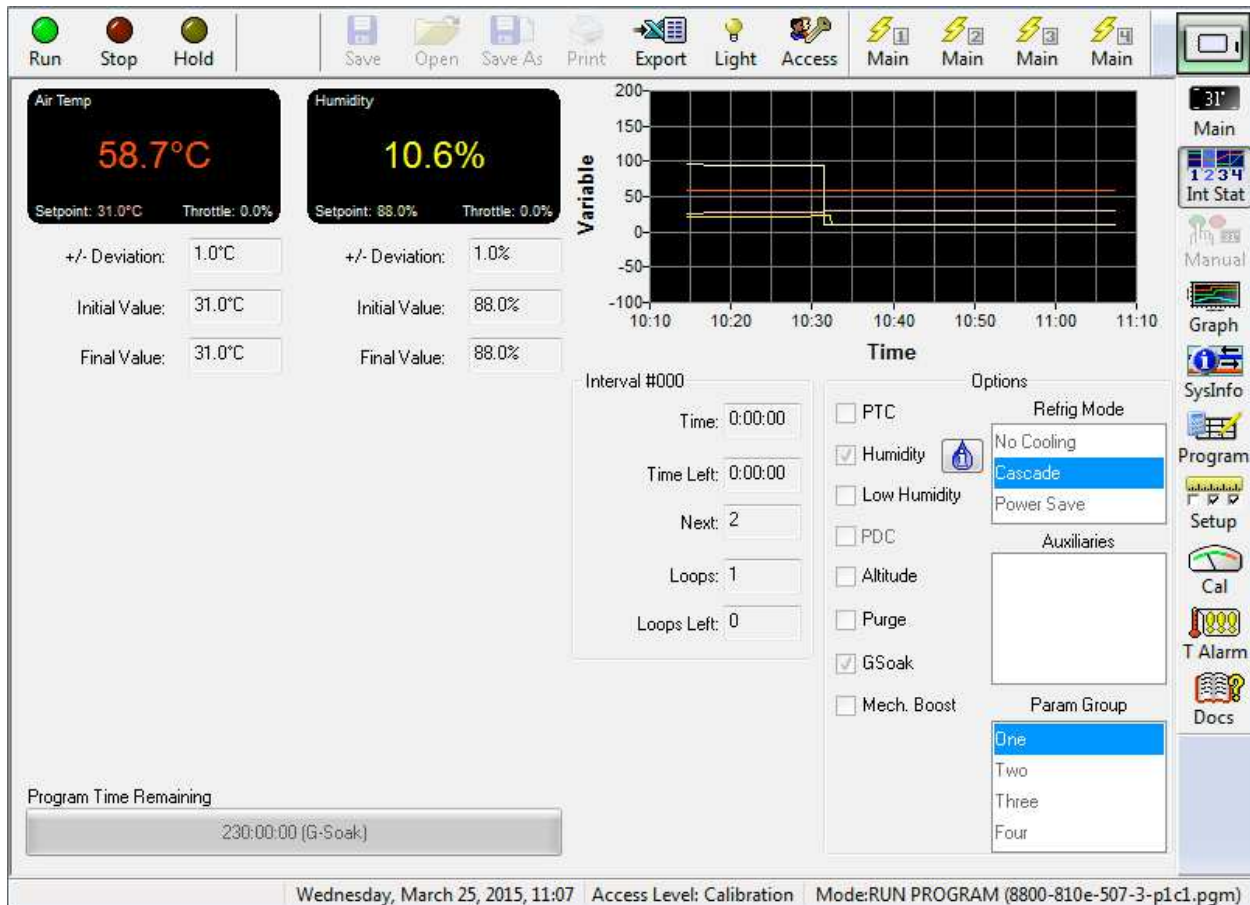 Run Stop Hold Save Open Save As Print Export Light Access Main Main Main Main
1 2 3 4
Air Temp
58.7°C
Setpoint: 31.0°C Throttle: 0.0%
Humidity
10.6%
Setpoint: 88.0% Throttle: 0.0%
+/- Deviation: 1.0°C
Initial Value: 31.0°C
Final Value: 31.0°C
+/- Deviation: 1.0%
Initial Value: 88.0%
Final Value: 88.0%
Variable
200
150
100
50
0
-50
-100
10:10 10:20 10:30 10:40 10:50 11:00 11:10
Time
Interval #000
Time: 0:00:00
Time Left: 0:00:00
Next: 2
Loops: 1
Loops Left: 0
Options
PTC
Humidity
Low Humidity
PDC
Altitude
Purge
GSoak
Mech. Boost
Refrig Mode
No Cooling
Cascade
Power Save
Auxiliaries
Param Group
One
Two
Three
Four
31°
Main
1234
Int Stat
Manual
Graph
SysInfo
Program
Setup
Cal
T Alarm
Docs
Program Time Remaining
230:00:00 (G-Soak)
Wednesday, March 25, 2015, 11:07 Access Level: Calibration Mode:RUN PROGRAM (8800-810e-507-3-p1c1.pgm)